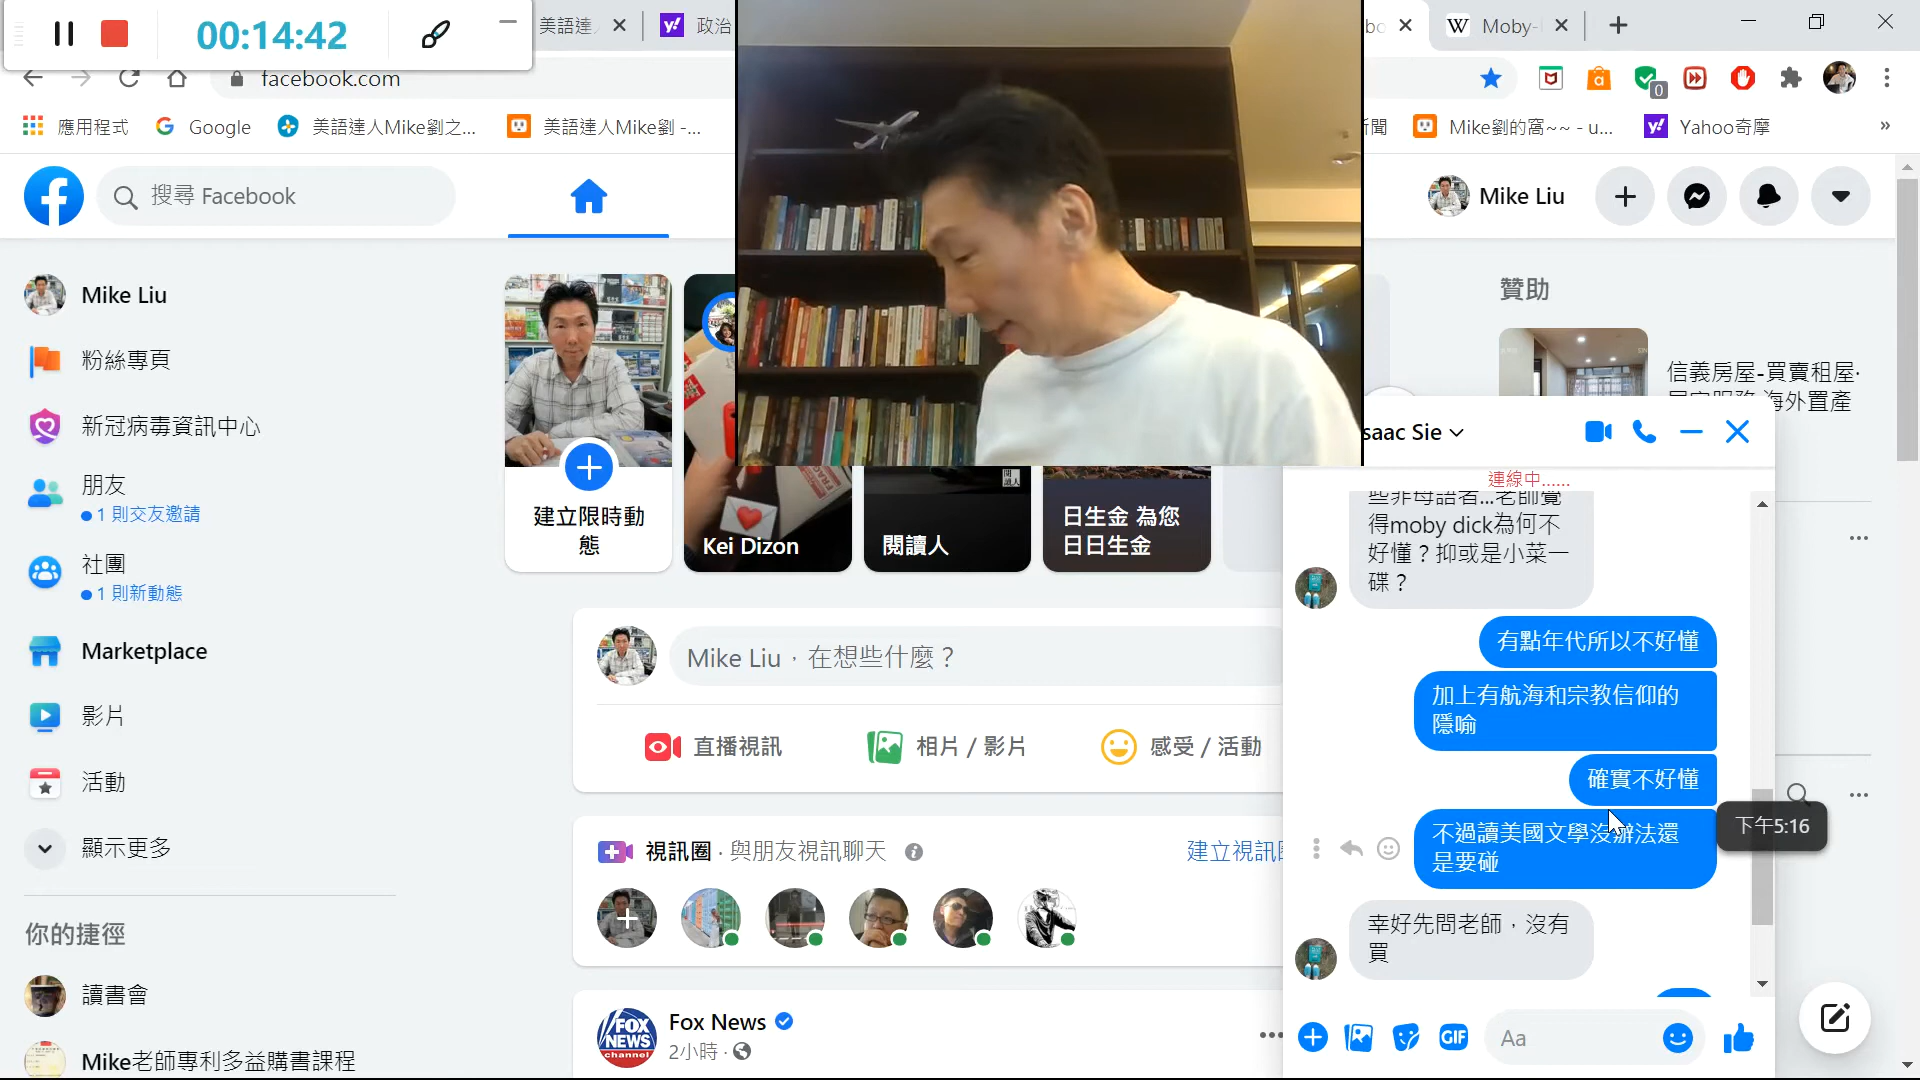 00:14:42
美語達
政治
Moby-
facebook.com
0
應用程式
Google
美語達人Mike劉之...
美語達人Mike劉 -...
Mike劉的窩~~ - u...
Yahoo奇摩
»
搜尋 Facebook
Mike Liu
Mike Liu
粉絲專頁
新冠病毒資訊中心
朋友
1 則交友邀請
社團
1 則新動態
Marketplace
影片
活動
顯示更多
你的捷徑
讀書會
Mike老師專利多益購書課程
建立限時動
態
Kei Dizon
閱讀人
日生金 為您
日日生金
Mike Liu，在想些什麼？
直播視訊
相片 / 影片
感受 / 活動
視訊圈 · 與朋友視訊聊天
建立視訊
FOX
NEWS
channel
Fox News
2小時 ·
贊助
信義房屋-買賣租屋·
海外置產
saac Sie
連線中......
些非母語者...老師覺
得moby dick為何不
好懂？抑或是小菜一
碟？
有點年代所以不好懂
加上有航海和宗教信仰的
隱喻
確實不好懂
不過讀美國文學沒辦法還
是要碰
下午5:16
幸好先問老師，沒有
買
GIF
Aa